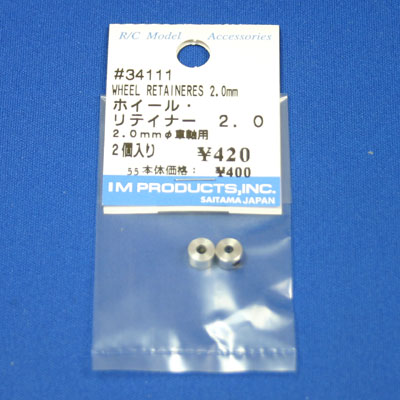 R/C Model Accessories
#34111
WHEEL RETAINERES 2.0mm
ホイール・
リテイナー 2.0
2.0mmφ車軸用
2個入り ¥420
55本体価格: ¥400
IM PRODUCTS,INC.
SAITAMA JAPAN